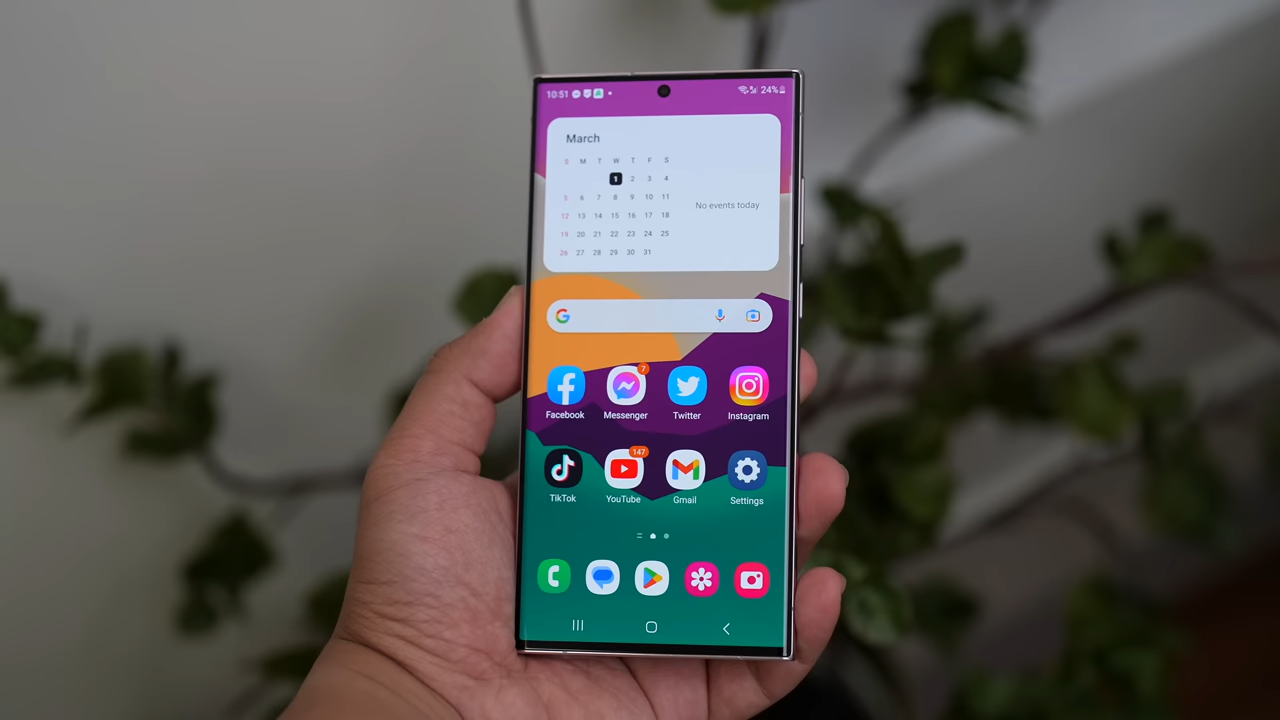 10:51
24%
March
S M T W T F S
1 2 3 4
5 6 7 8 9 10 11
No events today
12 13 14 15 16 17 18
19 20 21 22 23 24 25
26 27 28 29 30 31
7
Facebook Messenger Twitter Instagram
147
TikTok YouTube Gmail Settings